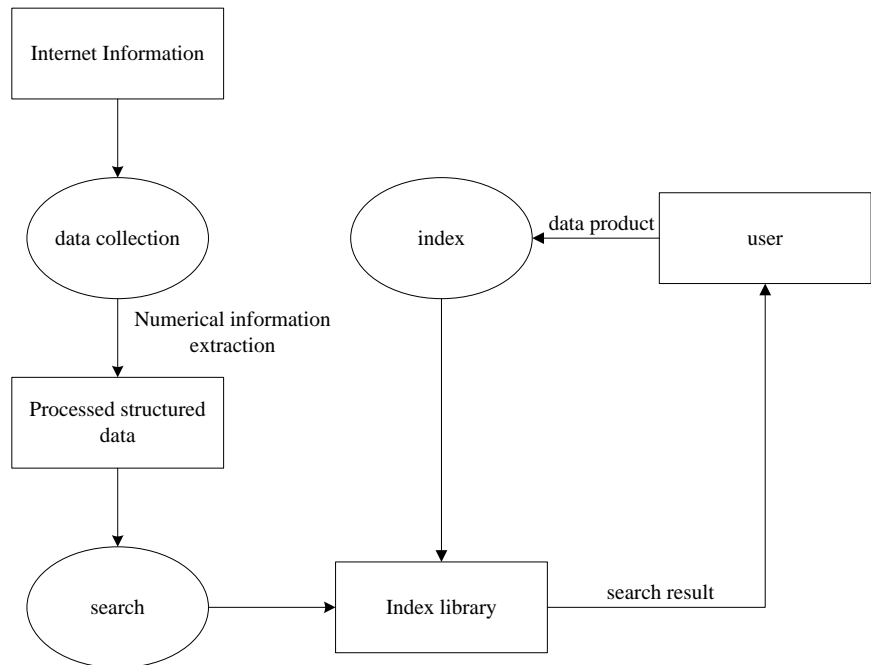 Internet Information
data collection
index
data product
user
Numerical information
extraction
Processed structured
data
search
Index library
search result